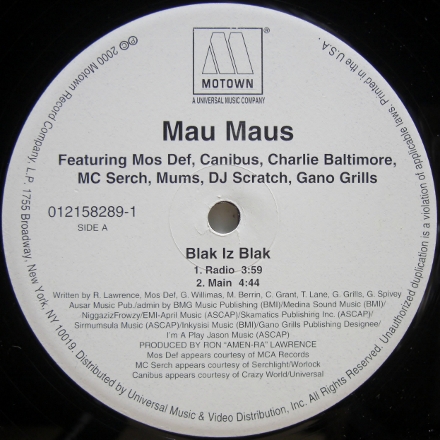 MOTOWN
A UNIVERSAL MUSIC COMPANY
Mau Maus
Featuring Mos Def, Canibus, Charlie Baltimore,
MC Serch, Mums, DJ Scratch, Gano Grills
012158289-1
SIDE A
Blak Iz Blak
1. Radio 3:59
2. Main 4:44
Written by R. Lawrence, Mos Def, G. Willimas, M. Berrin, C. Grant, T. Lane, G. Grills, G. Spivey
Ausar Music Pub./admin by BMG Music Publishing (BMI)/Medina Sound Music (BMI)/
NiggazizFrowzy/EMI-April Music (ASCAP)/Skamatics Publishing Inc. (ASCAP)/
Sirmumsula Music (ASCAP)/Inkyisi Music (BMI)/Gano Grills Publishing Designee/
I'm A Play Jason Music (ASCAP)
PRODUCED BY RON "AMEN-RA" LAWRENCE
Mos Def appears courtesy of MCA Records
MC Serch appears courtesy of Serchlight/Worlock
Canibus appears courtesy of Crazy World/Universal
℗© 2000 Motown Record Company, L.P. 1755 Broadway, New York, NY 10019. Distributed by Universal Music & Video Distribution, Inc. All Rights Reserved. Unauthorized duplication is a violation of applicable laws. Printed in the U.S.A